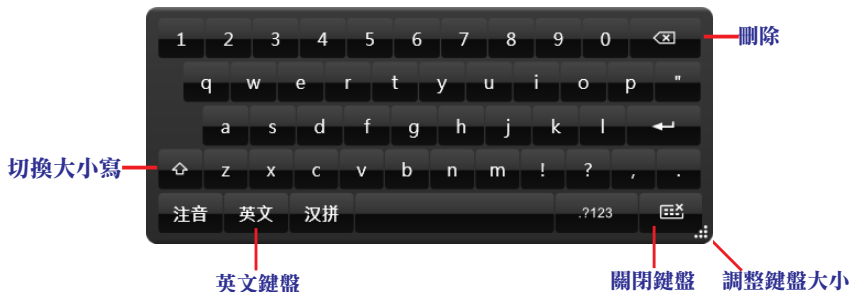 1 2 3 4 5 6 7 8 9 0 刪除
q w e r t y u i o p "
a s d f g h j k l
切換大小寫 z x c v b n m ! ? , .
注音 英文 汉拼 .?123
英文鍵盤 關閉鍵盤 調整鍵盤大小